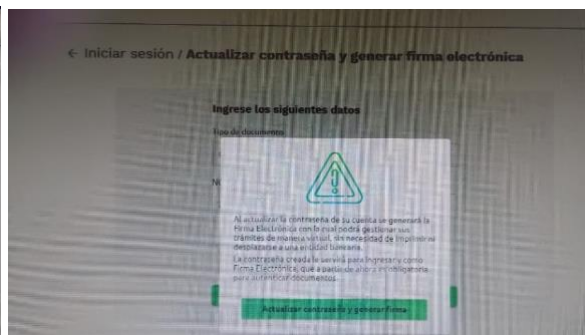 ← Iniciar sesión / Actualizar contraseña y generar firma electrónica
Ingrese los siguientes datos
Tipo de documento
Al actualizar la contraseña de su cuenta se generará la
Firma Electrónica con la cual podrá gestionar sus
trámites de manera virtual, sin necesidad de imprimir ni
desplazarse a una entidad bancaria.
La contraseña creada le servirá para ingresar y como
Firma Electrónica, que a partir de ahora es obligatoria
para autenticar documentos.
Actualizar contraseña y generar firma